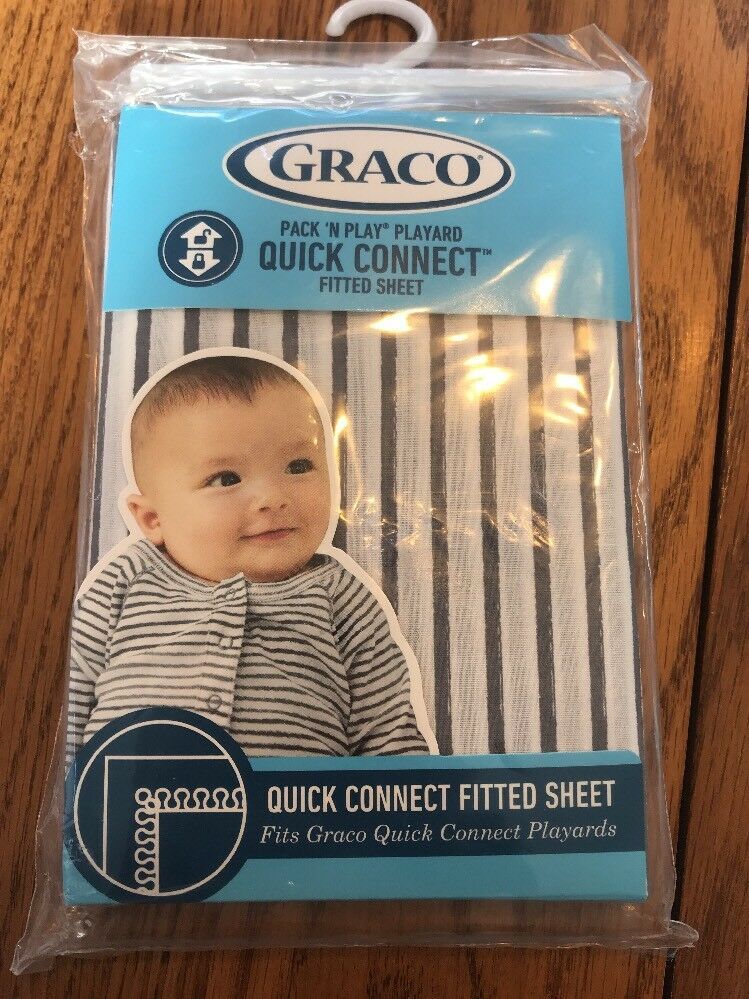 GRACO®
PACK 'N PLAY® PLAYARD
QUICK CONNECT™
FITTED SHEET
QUICK CONNECT FITTED SHEET
Fits Graco Quick Connect Playards